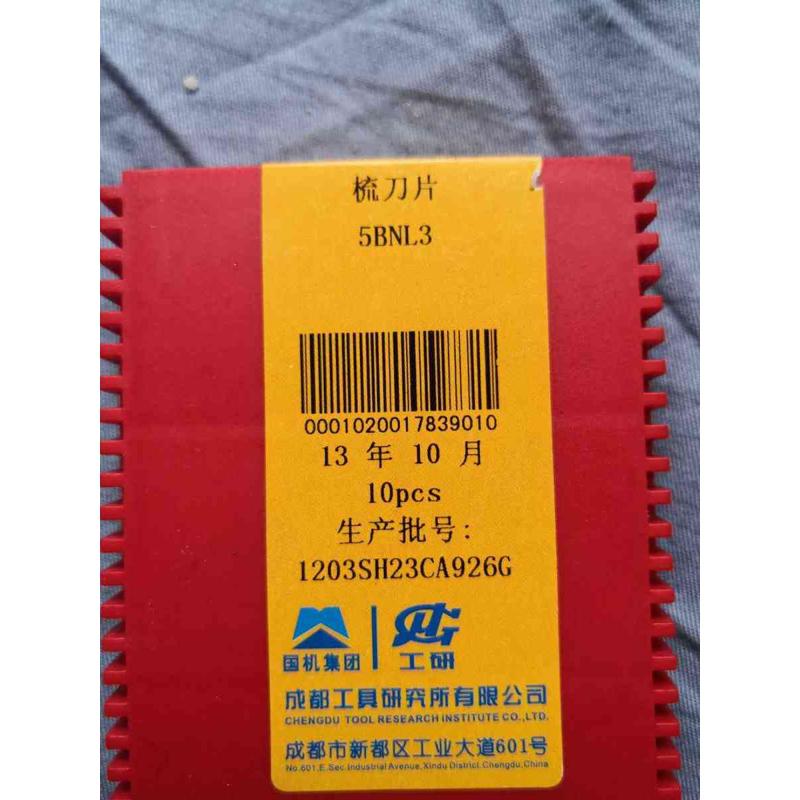 梳刀片
5BNL3
0001020017839010
13 年 10 月
10pcs
生产批号:
1203SH23CA926G
国机集团 工研
成都工具研究所有限公司
CHENGDU TOOL RESEARCH INSTITUTE CO.,LTD.
成都市新都区工业大道601号
No.601,E.Sec.Industrial Avenue,Xindu District,Chengdu,China